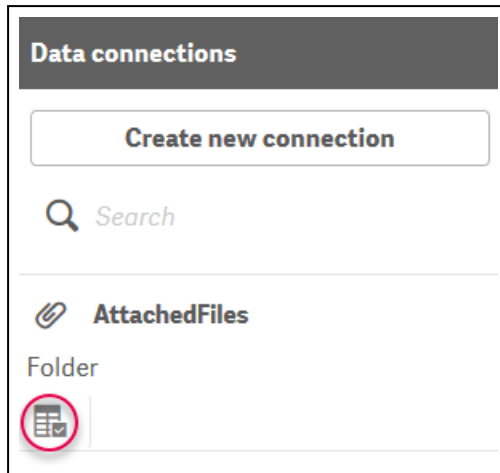 Data connections
Create new connection
Search
AttachedFiles
Folder